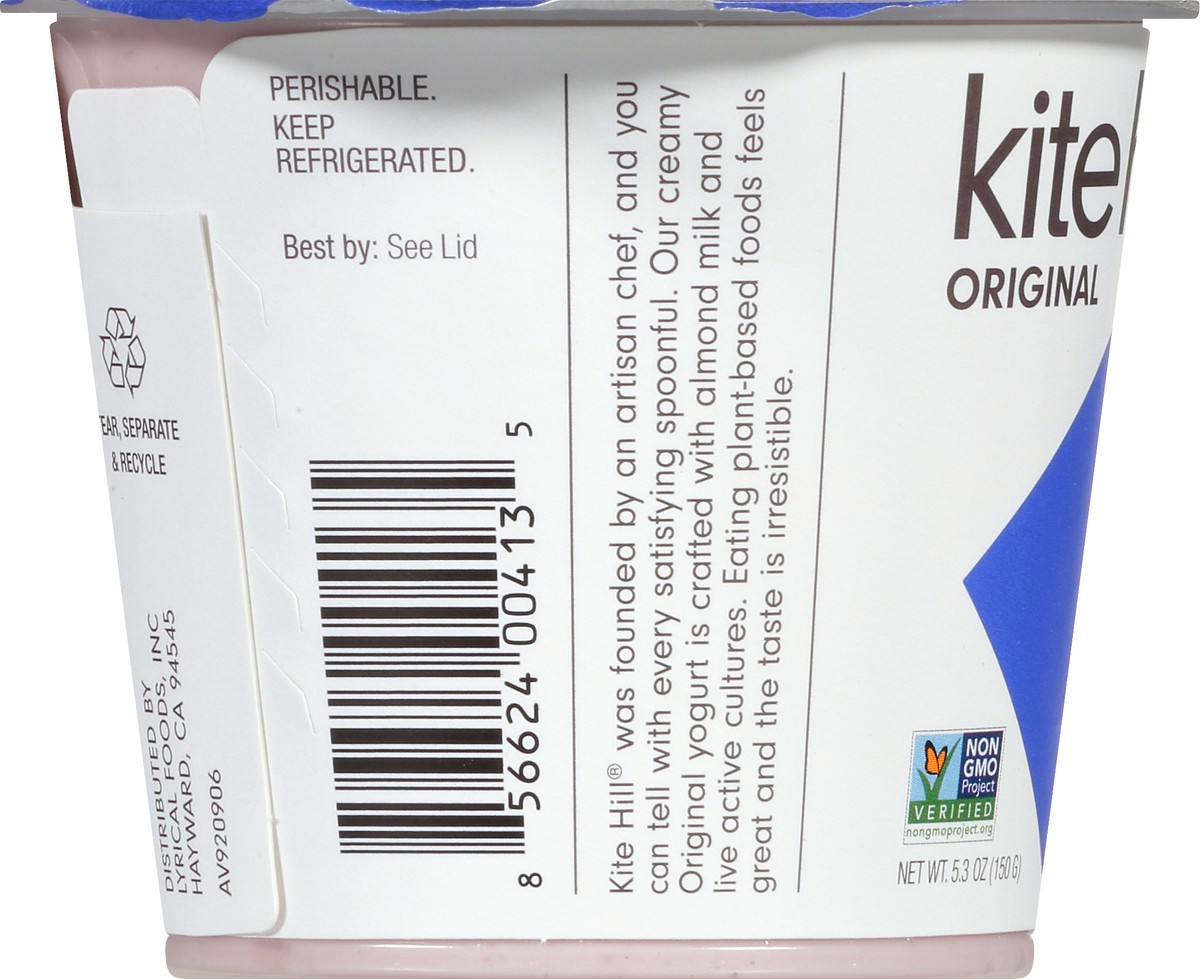 PERISHABLE.
KEEP
REFRIGERATED.
Best by: See Lid
EAR, SEPARATE
& RECYCLE
DISTRIBUTED BY
LYRICAL FOODS, INC
HAYWARD, CA 94545
AV920906
8 56624 00413 5
Kite Hill® was founded by an artisan chef, and you
can tell with every satisfying spoonful. Our creamy
Original yogurt is crafted with almond milk and
live active cultures. Eating plant-based foods feels
great and the taste is irresistible.
kite
ORIGINAL
NON
GMO
Project
VERIFIED
nongmoproject.org
NET WT. 5.3 OZ (150 G)